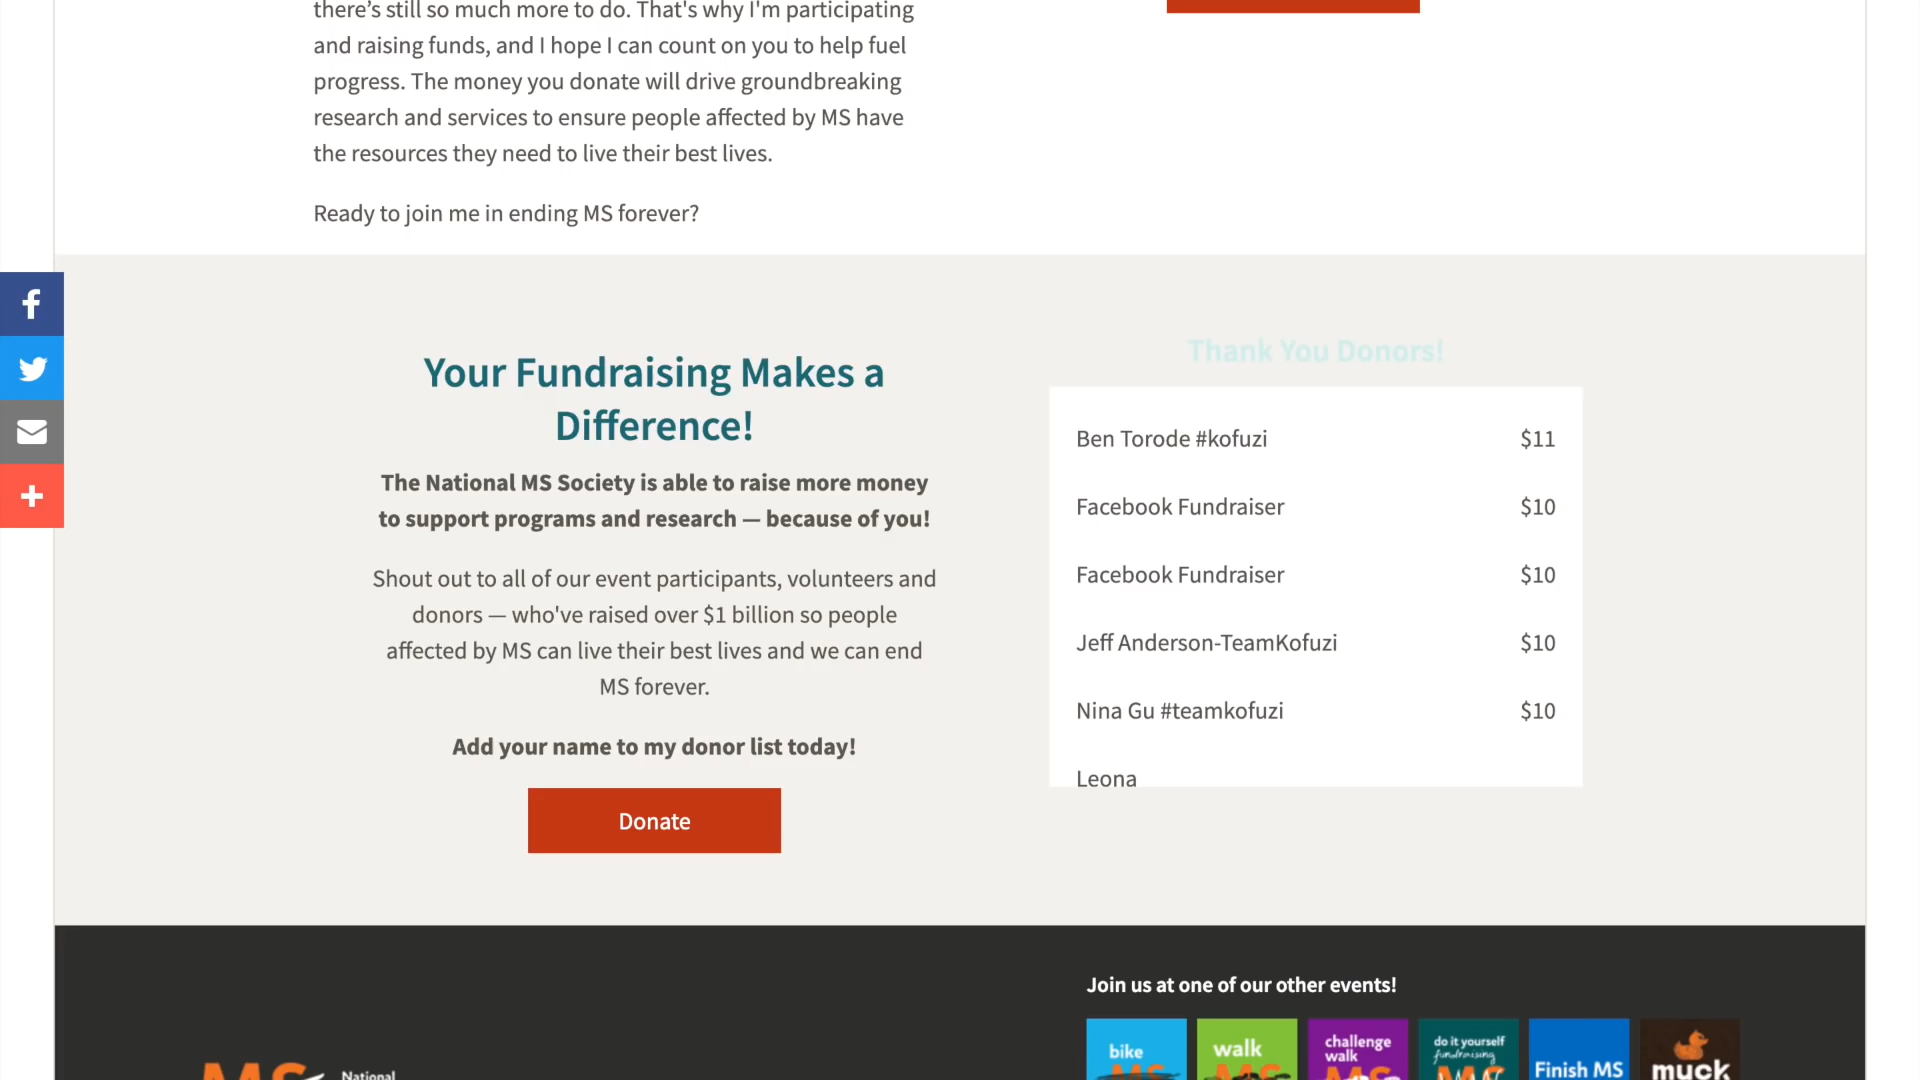 there’s still so much more to do. That's why I'm participating
and raising funds, and I hope I can count on you to help fuel
progress. The money you donate will drive groundbreaking
research and services to ensure people affected by MS have
the resources they need to live their best lives.
Ready to join me in ending MS forever?
Your Fundraising Makes a
Difference!
The National MS Society is able to raise more money
to support programs and research — because of you!
Shout out to all of our event participants, volunteers and
donors — who've raised over $1 billion so people
affected by MS can live their best lives and we can end
MS forever.
Add your name to my donor list today!
Donate
Thank You Donors!
Ben Torode #kofuzi $11
Facebook Fundraiser $10
Facebook Fundraiser $10
Jeff Anderson-TeamKofuzi $10
Nina Gu #teamkofuzi $10
Leona
Join us at one of our other events!
bike MS
walk MS
challenge walk MS
do it yourself fundraising MS
Finish MS
muck
MS National